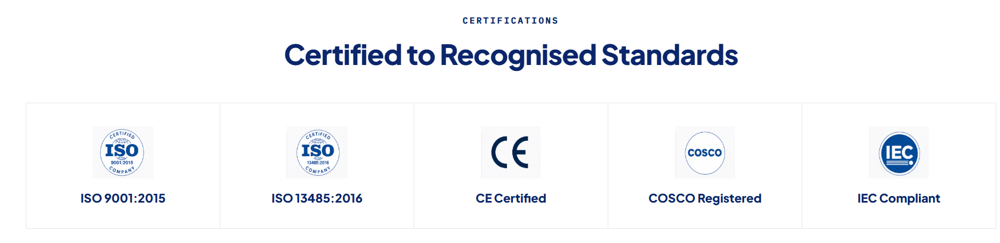 CERTIFICATIONS
Certified to Recognised Standards
CERTIFIED
ISO
9001:2015
COMPANY
ISO 9001:2015
CERTIFIED
ISO
13485:2016
COMPANY
ISO 13485:2016
CE
CE Certified
COSCO
COSCO Registered
IEC
IEC Compliant